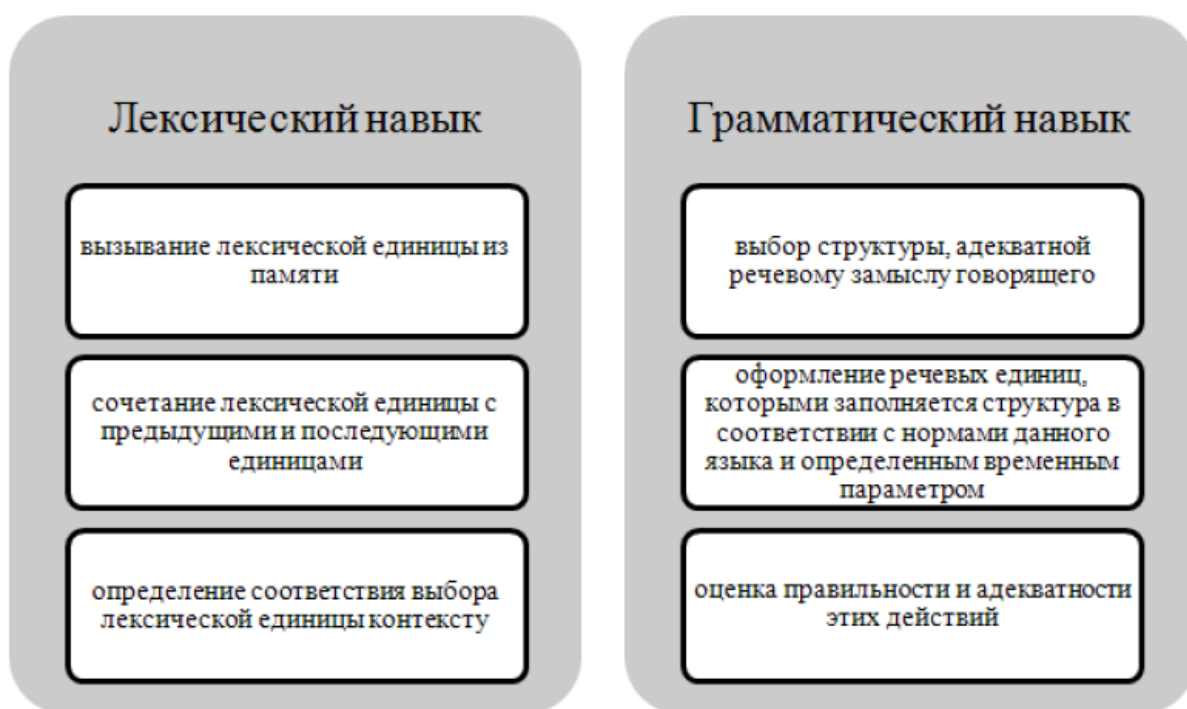 Лексический навык
вызывание лексической единицы из
памяти
сочетание лексической единицы с
предыдущими и последующими
единицами
определение соответствия выбора
лексической единицы контексту
Грамматический навык
выбор структуры, адекватной
речевому замыслу говорящего
оформление речевых единиц,
которыми заполняется структура в
соответствии с нормами данного
языка и определенным временным
параметром
оценка правильности и адекватности
этих действий